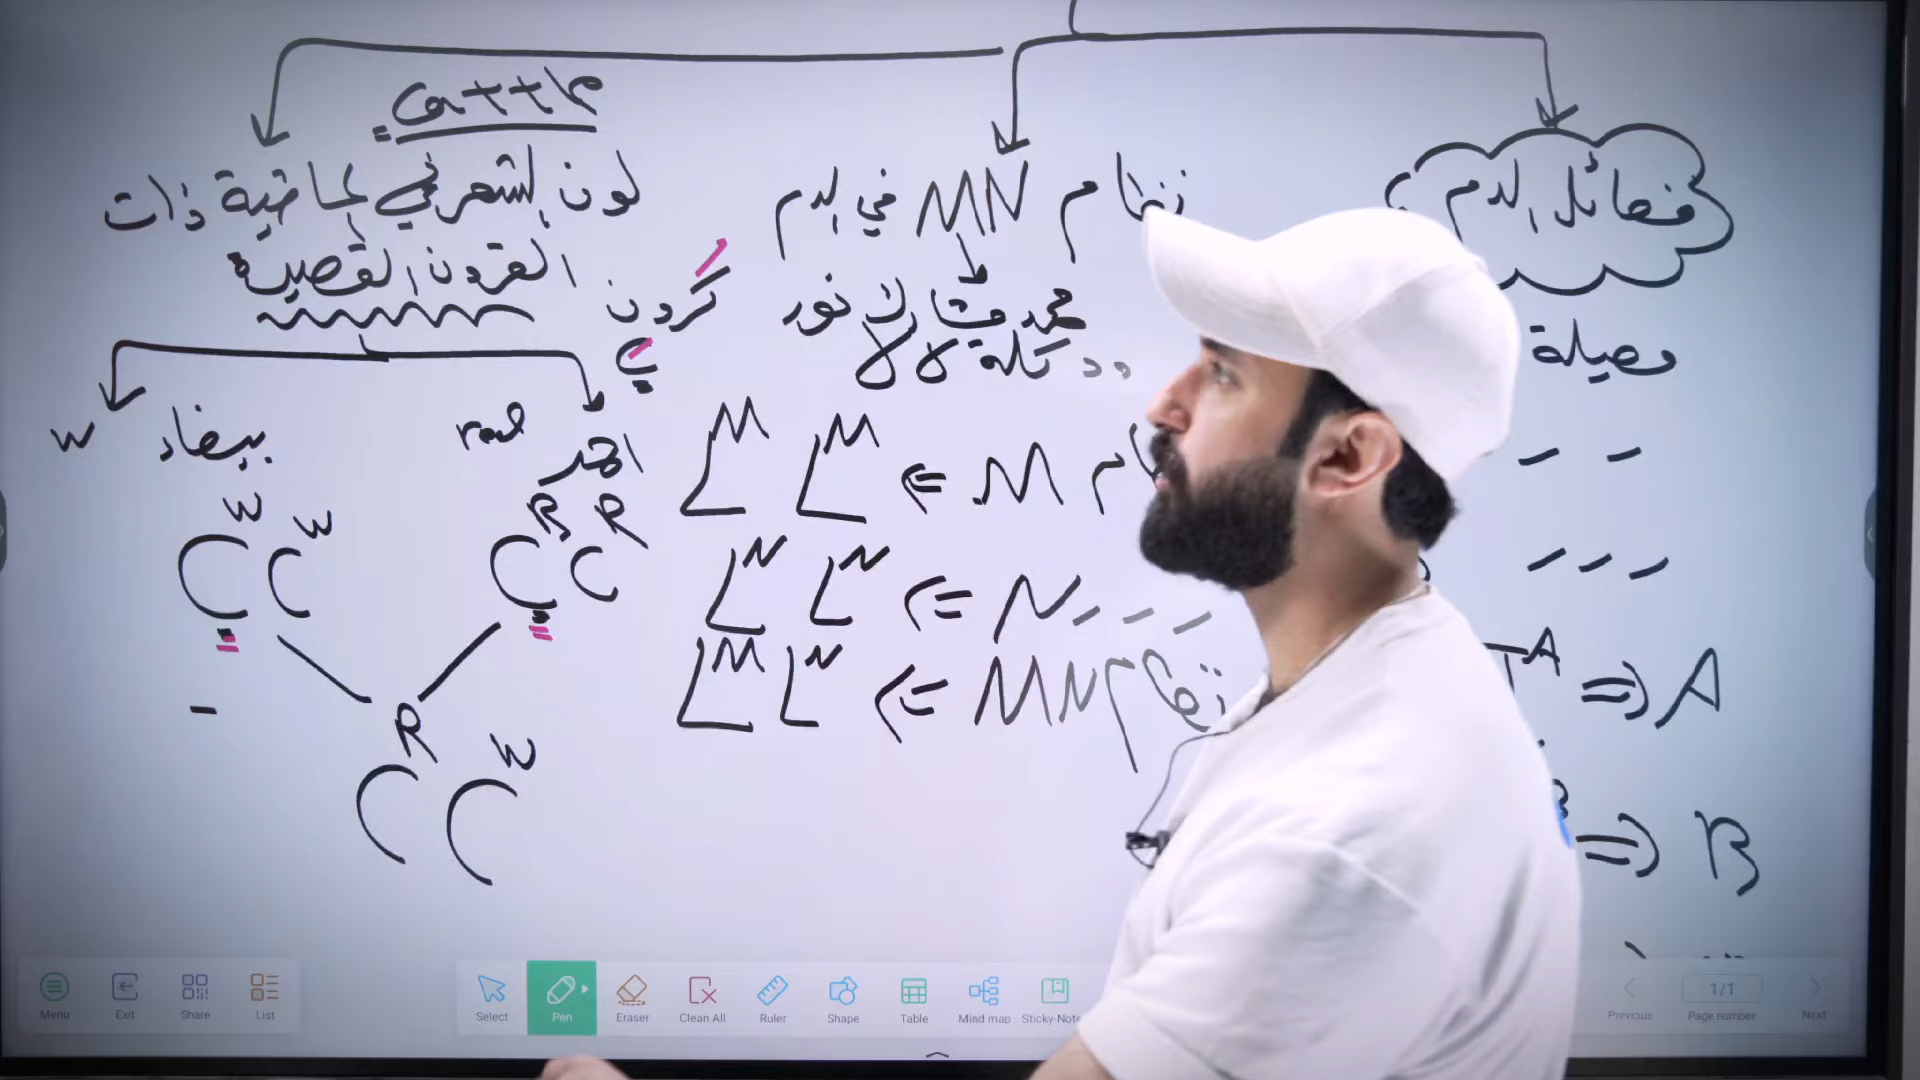 فصائل الدم
فصيلة
A
⇒ A
⇒ B
نظام MN في الدم
محمد
نور
M ⇐ L^M L^M
N ⇐ L^N L^N
نظام MN ⇐ L^M L^N
cattle
لون الشعر في الماشية ذات
القرون القصيرة
كردن
ي
red
احمر
C^R C^R
بيضاء
w
C^W C^W
C^R C^W
Menu
Exit
Share
List
Select
Pen
Eraser
Clean All
Ruler
Shape
Table
Mind map
Sticky-Note
Previous
1/1
Page number
Next